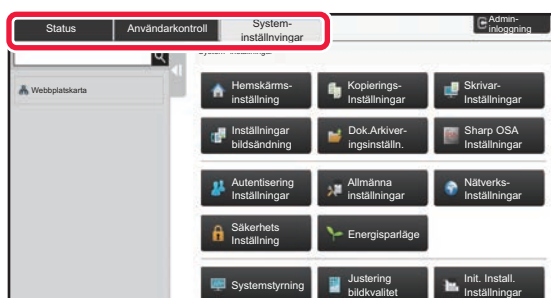 Status
Användarkontroll
System-
inställnvingar
Admin-
inloggning
Webbplatskarta
Hemskärms-
inställning
Kopierings-
Inställningar
Skrivar-
Inställningar
Inställningar
bildsändning
Dok.Arkiver-
ingsinställn.
Sharp OSA
Inställningar
Autentisering
Inställningar
Allmänna
inställningar
Nätverks-
Inställningar
Säkerhets
Inställning
Energisparläge
Systemstyrning
Justering
bildkvalitet
Init. Install.
Inställningar